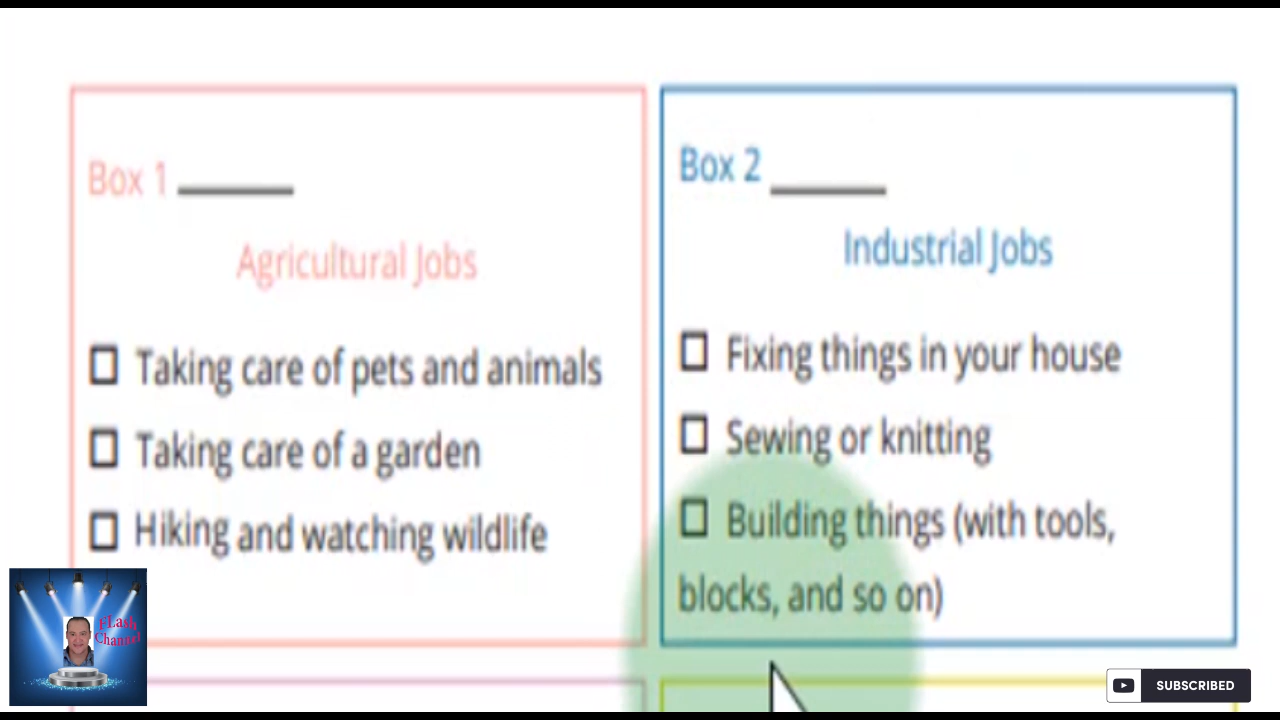 Box 1 ______
Agricultural Jobs
☐ Taking care of pets and animals
☐ Taking care of a garden
☐ Hiking and watching wildlife
Box 2 ______
Industrial Jobs
☐ Fixing things in your house
☐ Sewing or knitting
☐ Building things (with tools,
blocks, and so on)
FLash
Channel
SUBSCRIBED